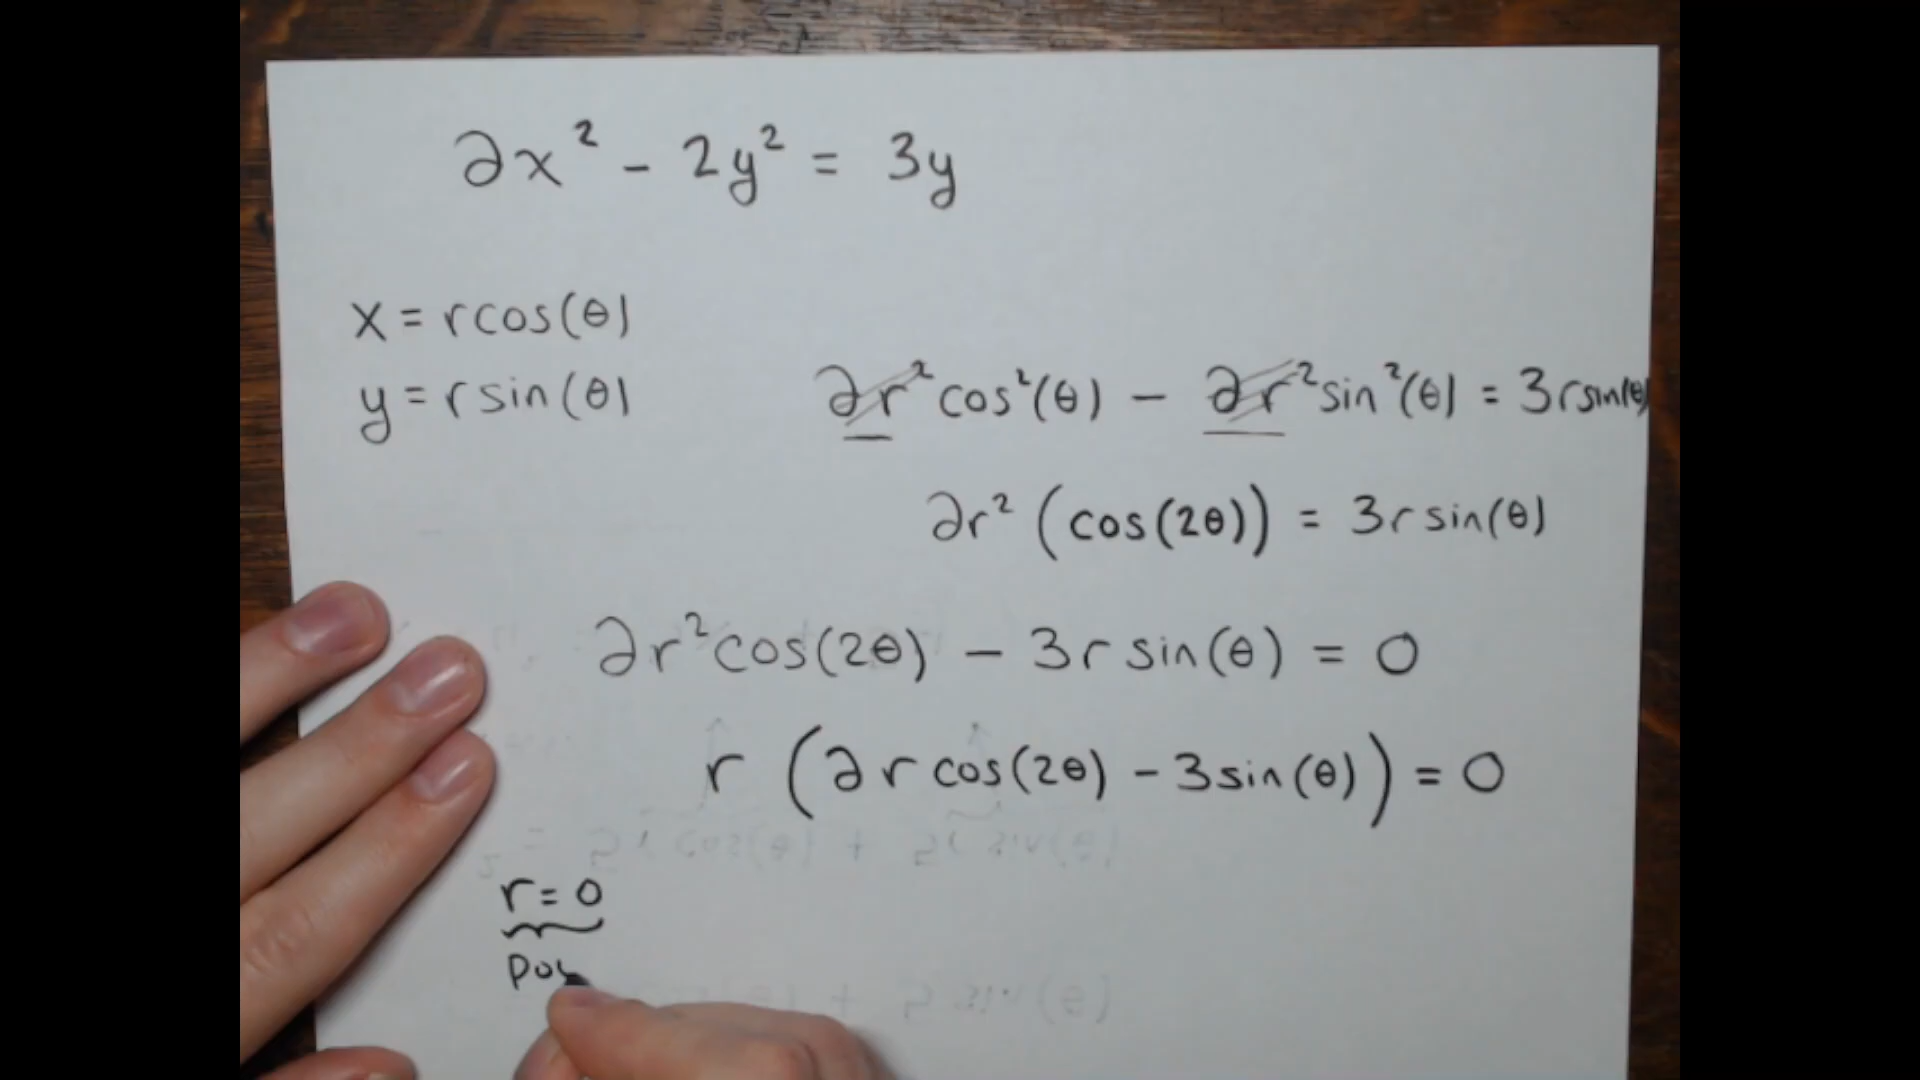 2x² - 2y² = 3y
x = rcos(θ)
y = rsin(θ)
2r²cos²(θ) - 2r²sin²(θ) = 3rsin(θ)
2r²(cos(2θ)) = 3rsin(θ)
2r²cos(2θ) - 3rsin(θ) = 0
r(2rcos(2θ) - 3sin(θ)) = 0
r = 0